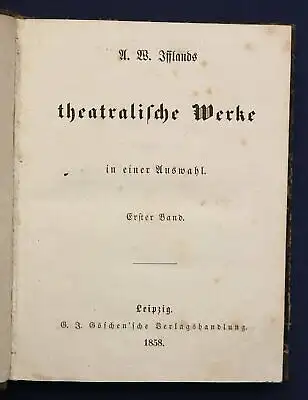 A. W. Ifflands
theatralische Werke
in einer Auswahl.
Erster Band.
Leipzig.
G. J. Göschen'sche Verlagshandlung.
1858.